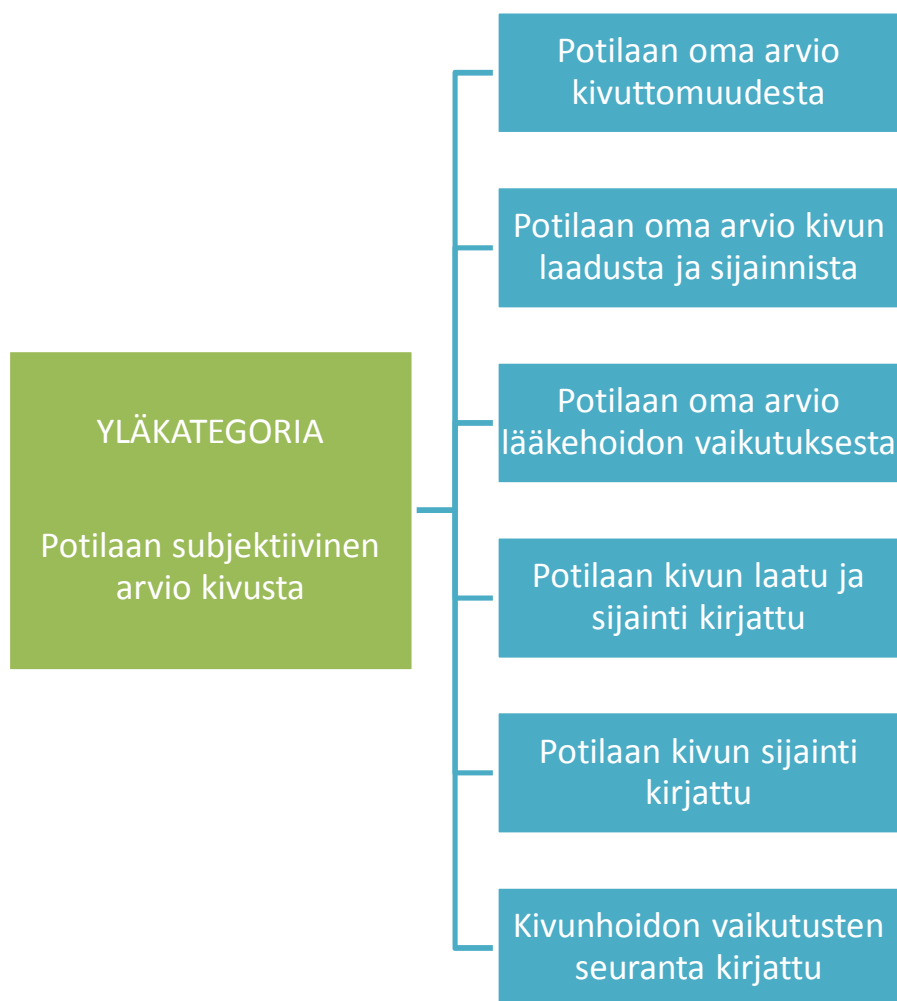 YLÄKATEGORIA
Potilaan subjektiivinen
arvio kivusta
Potilaan oma arvio
kivuttomuudesta
Potilaan oma arvio kivun
laadusta ja sijainnista
Potilaan oma arvio
lääkehoidon vaikutuksesta
Potilaan kivun laatu ja
sijainti kirjattu
Potilaan kivun sijainti
kirjattu
Kivunhoidon vaikutusten
seuranta kirjattu